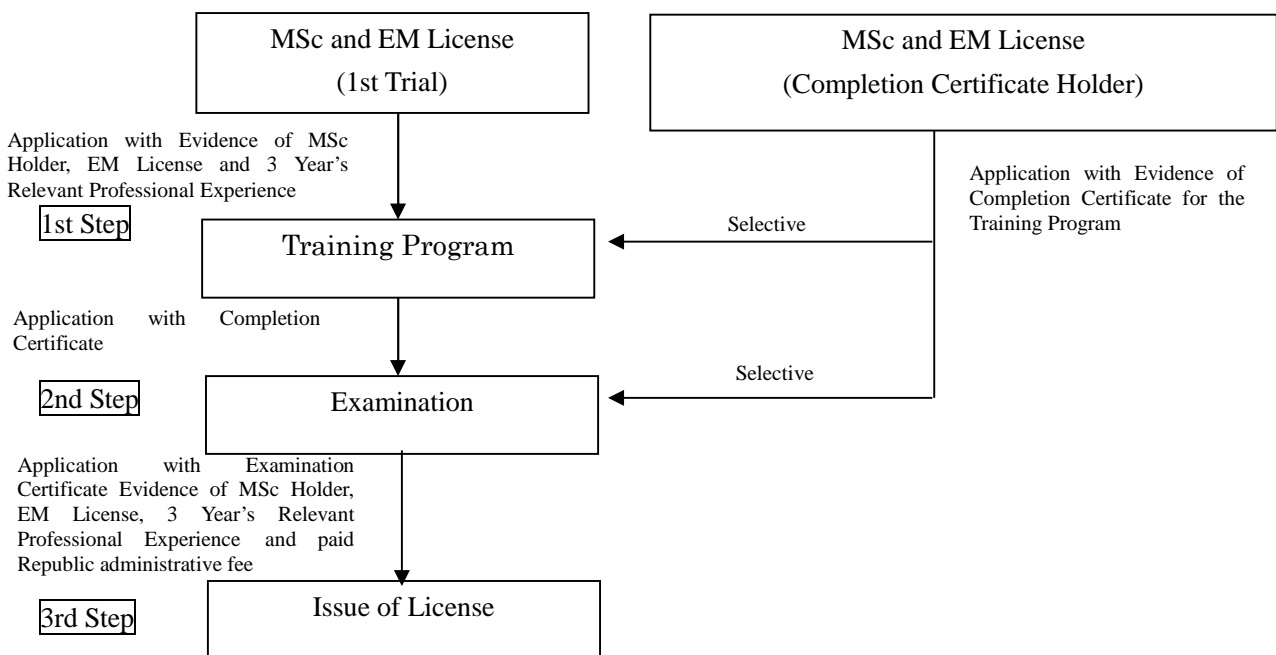 MSc and EM License
(1st Trial)
MSc and EM License
(Completion Certificate Holder)
Application with Evidence of MSc
Holder, EM License and 3 Year's
Relevant Professional Experience
Application with Evidence of
Completion Certificate for the
Training Program
1st Step
Training Program
Selective
Application with Completion
Certificate
2nd Step
Examination
Selective
Application with Examination
Certificate Evidence of MSc Holder,
EM License, 3 Year's Relevant
Professional Experience and paid
Republic administrative fee
3rd Step
Issue of License